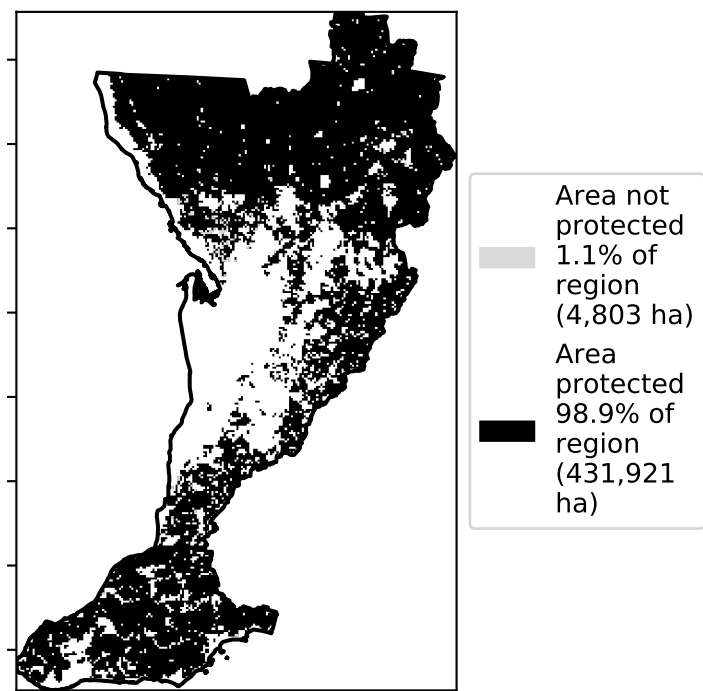 Area not
protected
1.1% of
region
(4,803 ha)
Area
protected
98.9% of
region
(431,921
ha)